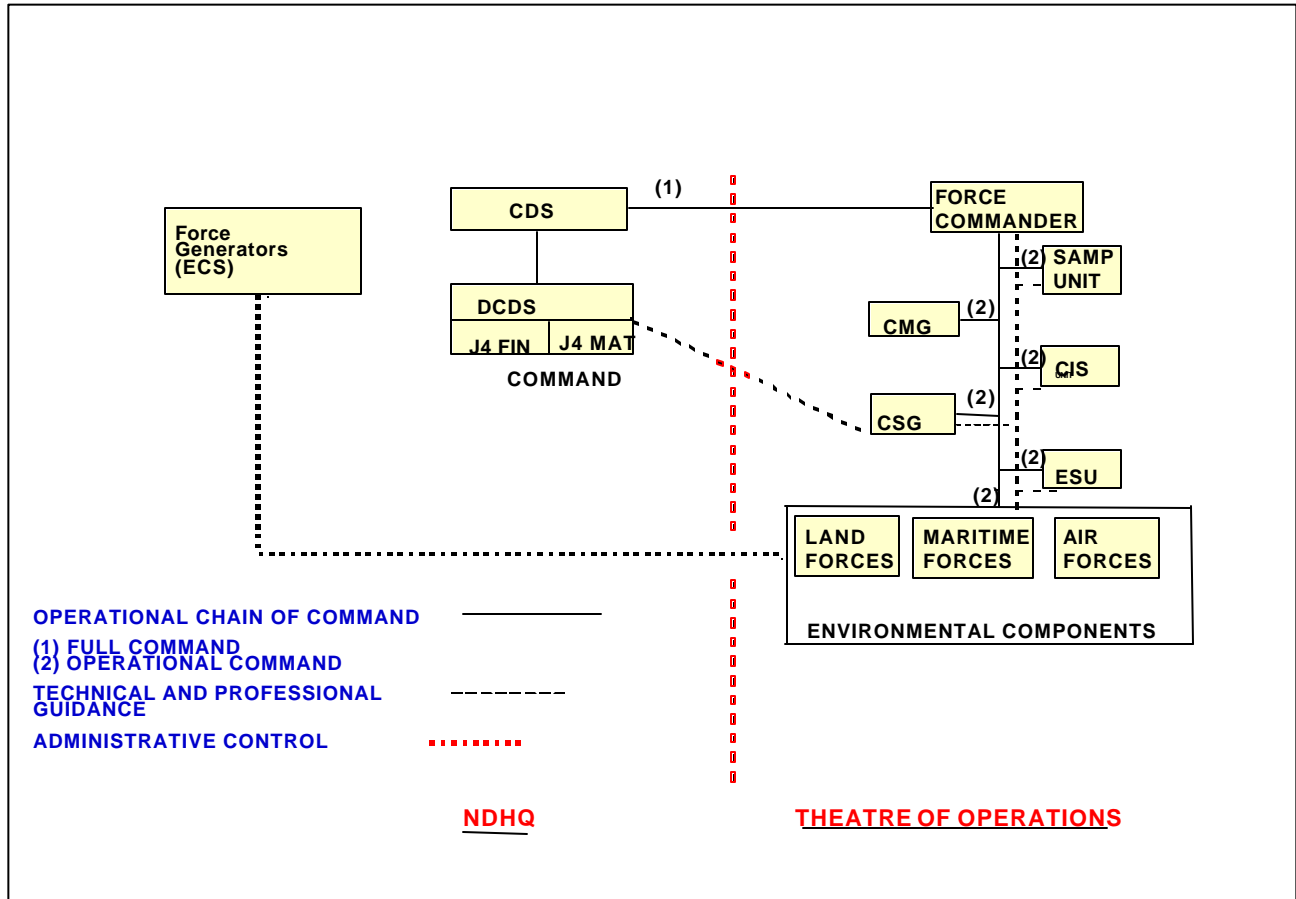 (1)
CDS
FORCE
COMMANDER
Force
Generators
(ECS)
(2)
SAMP
UNIT
DCDS
J4 FIN
J4 MAT
COMMAND
CMG
(2)
(2)
CIS
UNIT
CSG
(2)
(2)
ESU
(2)
LAND
FORCES
MARITIME
FORCES
AIR
FORCES
ENVIRONMENTAL COMPONENTS
OPERATIONAL CHAIN OF COMMAND
(1) FULL COMMAND
(2) OPERATIONAL COMMAND
TECHNICAL AND PROFESSIONAL
GUIDANCE
ADMINISTRATIVE CONTROL
NDHQ
THEATRE OF OPERATIONS